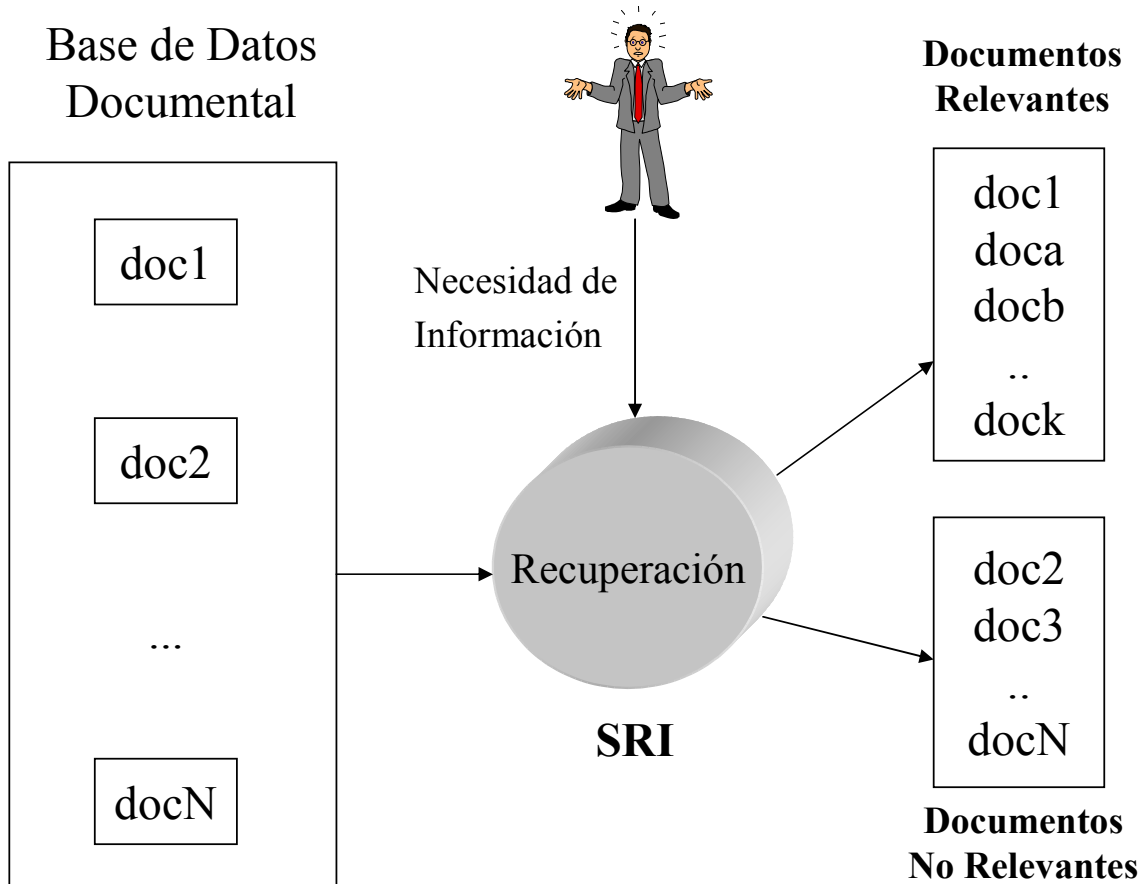 Base de Datos
Documental
doc1
doc2
...
docN
Necesidad de
Información
Recuperación
SRI
Documentos
Relevantes
doc1
doca
docb
..
dock
doc2
doc3
..
docN
Documentos
No Relevantes